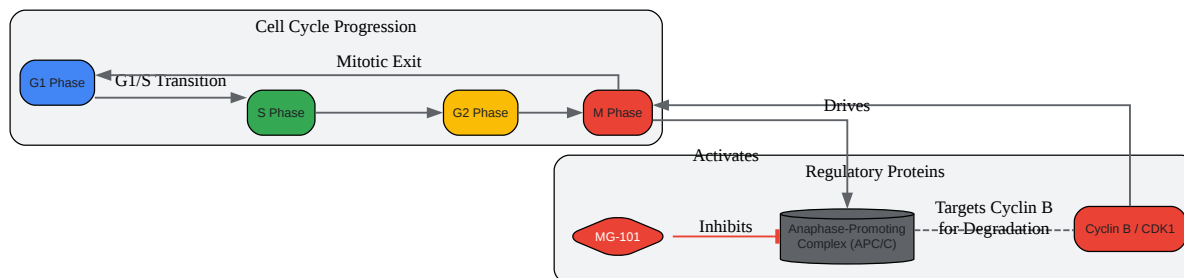 Cell Cycle Progression
Mitotic Exit
G1 Phase
G1/S Transition
S Phase
G2 Phase
M Phase
Drives
Activates
Regulatory Proteins
MG-101
Inhibits
Anaphase-Promoting
Complex (APC/C)
Targets Cyclin B
for Degradation
Cyclin B / CDK1